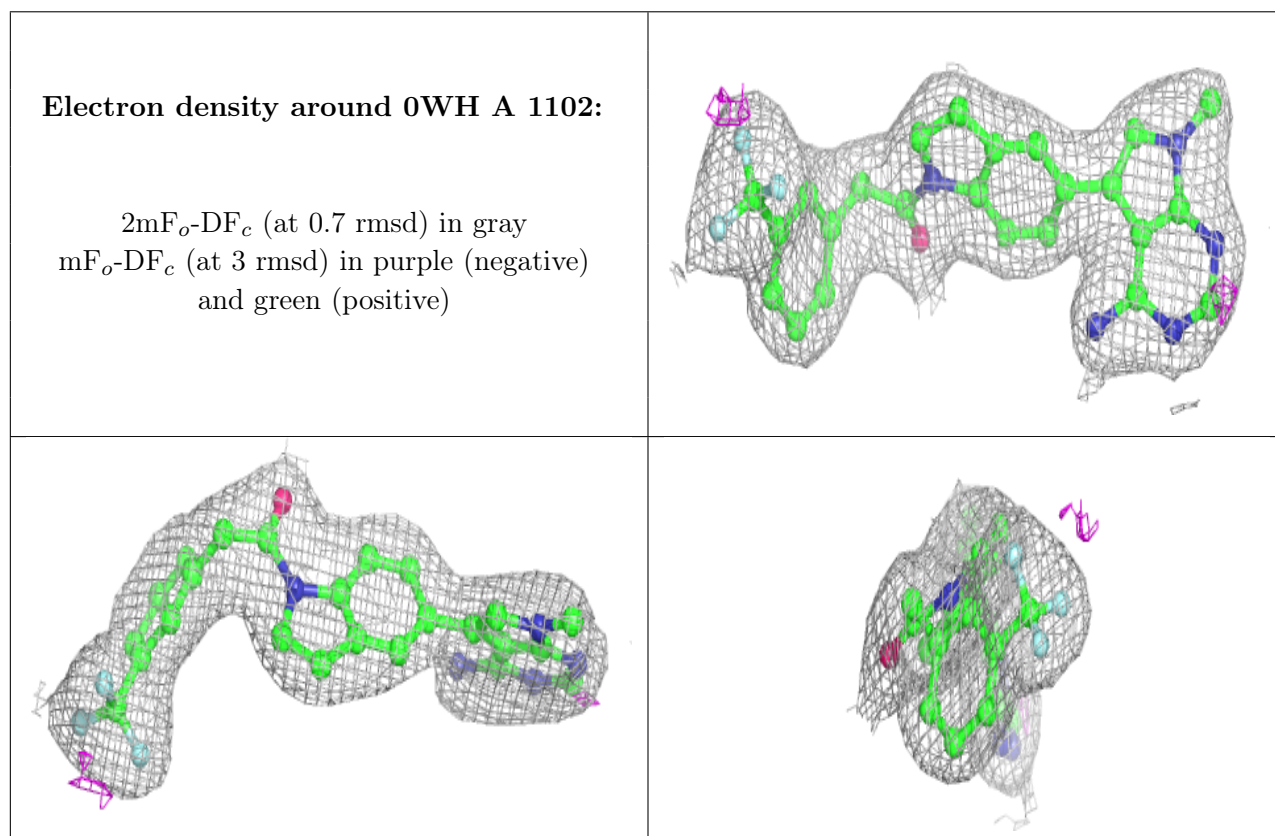 Electron density around 0WH A 1102:
2mFₒ-DF𝒸 (at 0.7 rmsd) in gray
mFₒ-DF𝒸 (at 3 rmsd) in purple (negative)
and green (positive)